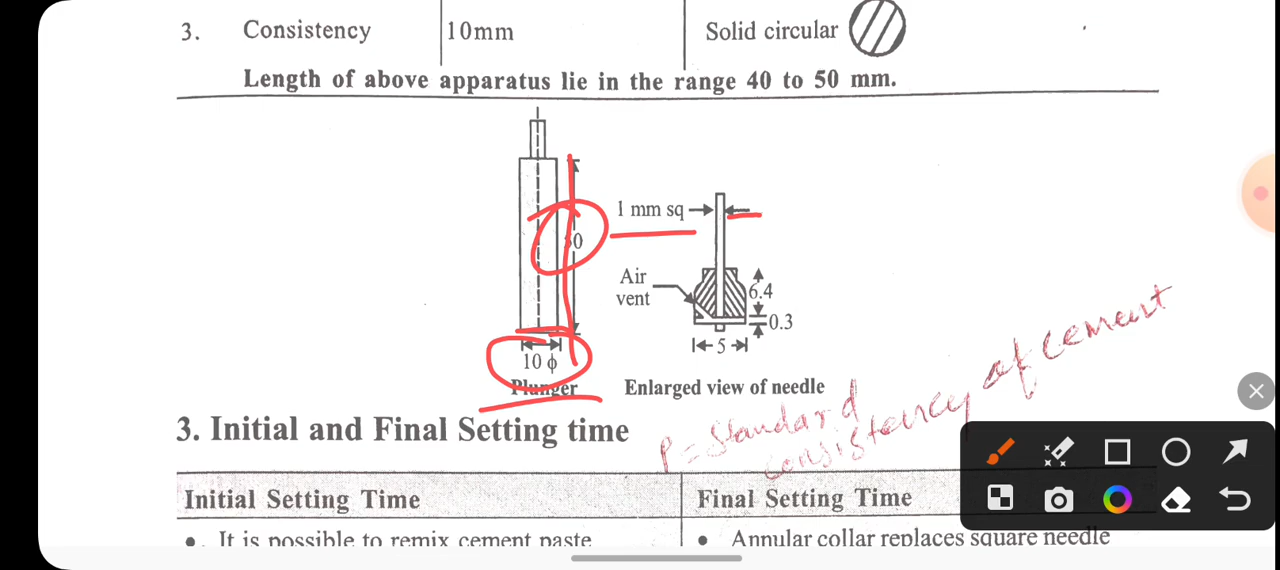 3. Consistency 10mm Solid circular
Length of above apparatus lie in the range 40 to 50 mm.
1 mm sq
Air
vent
6.4
0.3
5
10 ϕ
Plunger
Enlarged view of needle
P = Standard
consistency of cement
3. Initial and Final Setting time
Initial Setting Time Final Setting Time
• It is possible to remix cement paste • Annular collar replaces square needle